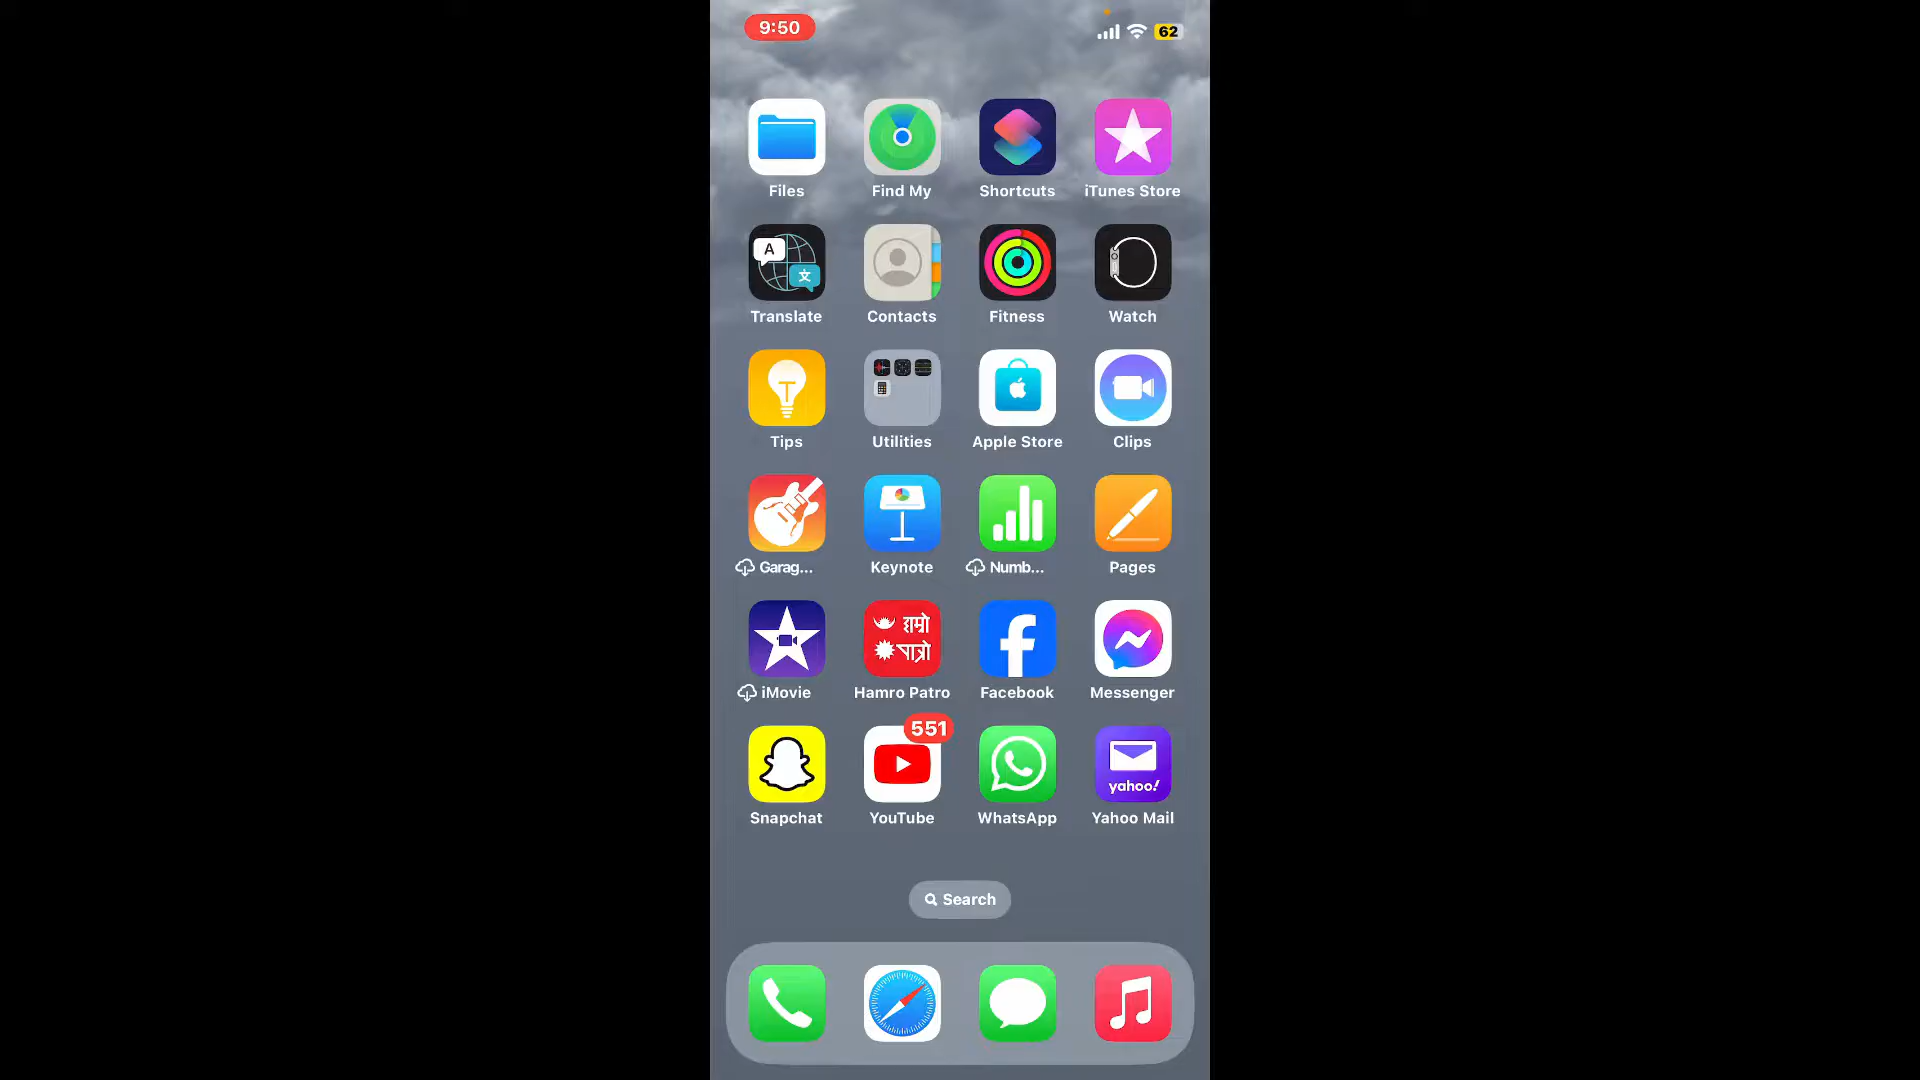 9:50
62
Files Find My Shortcuts iTunes Store
A
文
Translate Contacts Fitness Watch
Tips Utilities Apple Store Clips
Garag... Keynote Numb... Pages
हाम्रो
पात्रो
iMovie Hamro Patro Facebook Messenger
551
yahoo!
Snapchat YouTube WhatsApp Yahoo Mail
Search